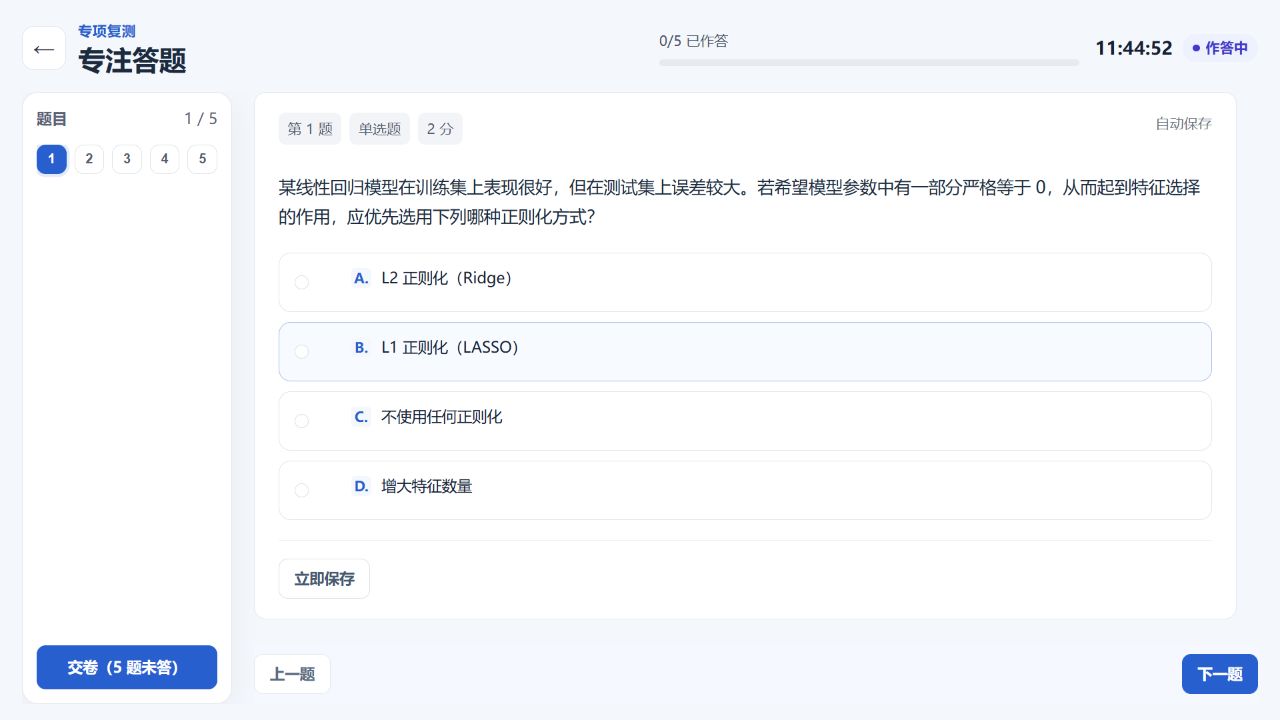 ←
专项复测
专注答题
0/5 已作答
11:44:52
作答中
题目
1 / 5
1 2 3 4 5
交卷（5 题未答）
第 1 题 单选题 2 分
自动保存
某线性回归模型在训练集上表现很好，但在测试集上误差较大。若希望模型参数中有一部分严格等于 0，从而起到特征选择
的作用，应优先选用下列哪种正则化方式？
A. L2 正则化（Ridge）
B. L1 正则化（LASSO）
C. 不使用任何正则化
D. 增大特征数量
立即保存
上一题
下一题